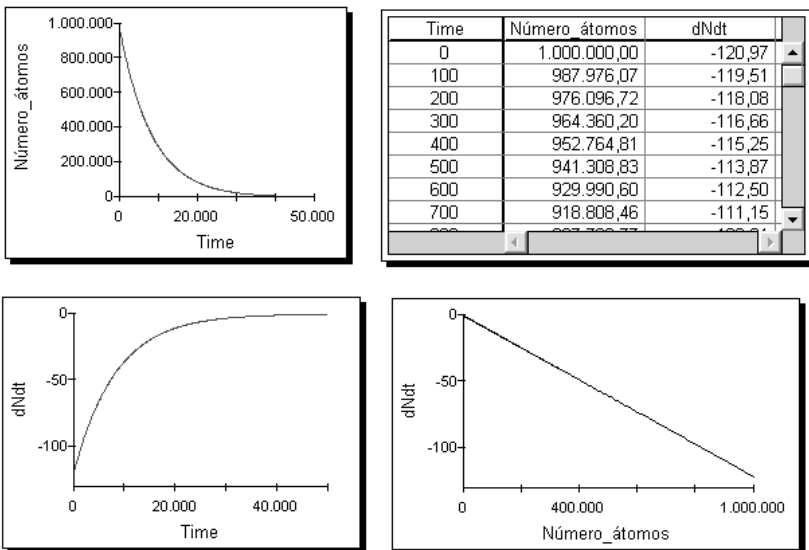 1.000.000
800.000
600.000
400.000
200.000
0
Número_átomos
0 20.000 50.000
Time
Time Número_átomos dNdt
0 1.000.000,00 -120,97
100 987.976,07 -119,51
200 976.096,72 -118,08
300 964.360,20 -116,66
400 952.764,81 -115,25
500 941.308,83 -113,87
600 929.990,60 -112,50
700 918.808,46 -111,15
0
-50
-100
dNdt
0 20.000 40.000
Time
0
-50
-100
dNdt
0 400.000 1.000.000
Número_átomos